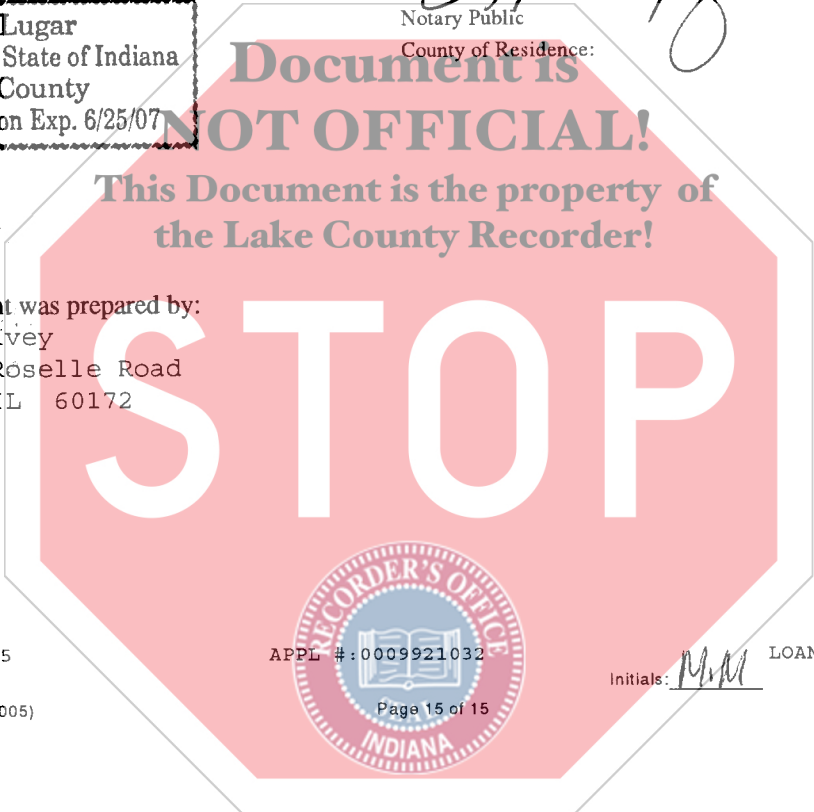 Lugar
State of Indiana
County
on Exp. 6/25/07
Notary Public
County of Residence:
Document is
NOT OFFICIAL!
This Document is the property of
the Lake County Recorder!
t was prepared by:
vey
Roselle Road
L 60172
STOP
RECORDER'S OFFICE
SEAL
INDIANA
5
APPL #:0009921032
Initials: M.M
LOAN
005)
Page 15 of 15